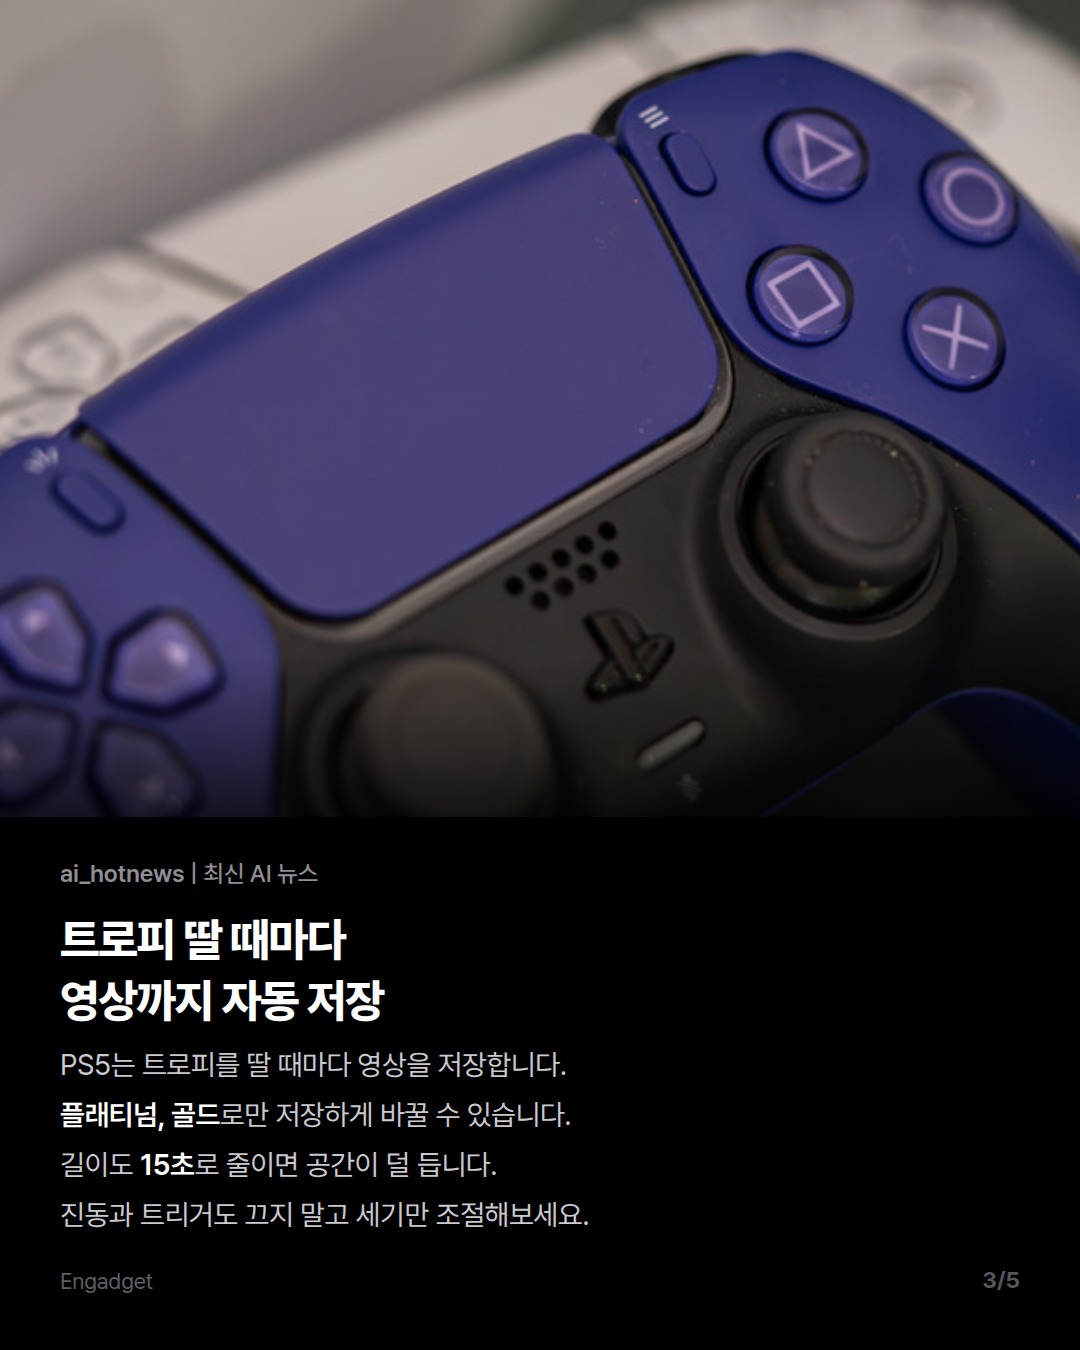 ai_hotnews | 최신 AI 뉴스
트로피 딸 때마다
영상까지 자동 저장
PS5는 트로피를 딸 때마다 영상을 저장합니다.
플래티넘, 골드로만 저장하게 바꿀 수 있습니다.
길이도 15초로 줄이면 공간이 덜 듭니다.
진동과 트리거도 끄지 말고 세기만 조절해보세요.
Engadget
3/5